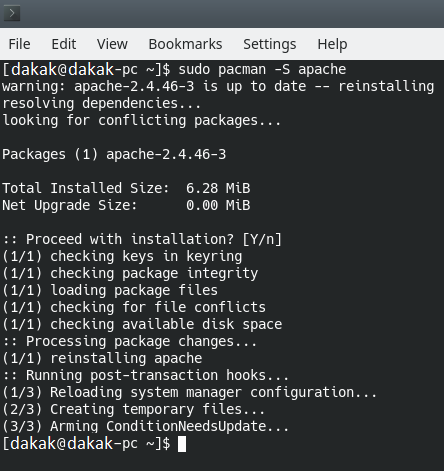 File Edit View Bookmarks Settings Help
[dakak@dakak-pc ~]$ sudo pacman -S apache
warning: apache-2.4.46-3 is up to date -- reinstalling
resolving dependencies...
looking for conflicting packages...
Packages (1) apache-2.4.46-3
Total Installed Size:  6.28 MiB
Net Upgrade Size:      0.00 MiB
:: Proceed with installation? [Y/n]
(1/1) checking keys in keyring
(1/1) checking package integrity
(1/1) loading package files
(1/1) checking for file conflicts
(1/1) checking available disk space
:: Processing package changes...
(1/1) reinstalling apache
:: Running post-transaction hooks...
(1/3) Reloading system manager configuration...
(2/3) Creating temporary files...
(3/3) Arming ConditionNeedsUpdate...
[dakak@dakak-pc ~]$